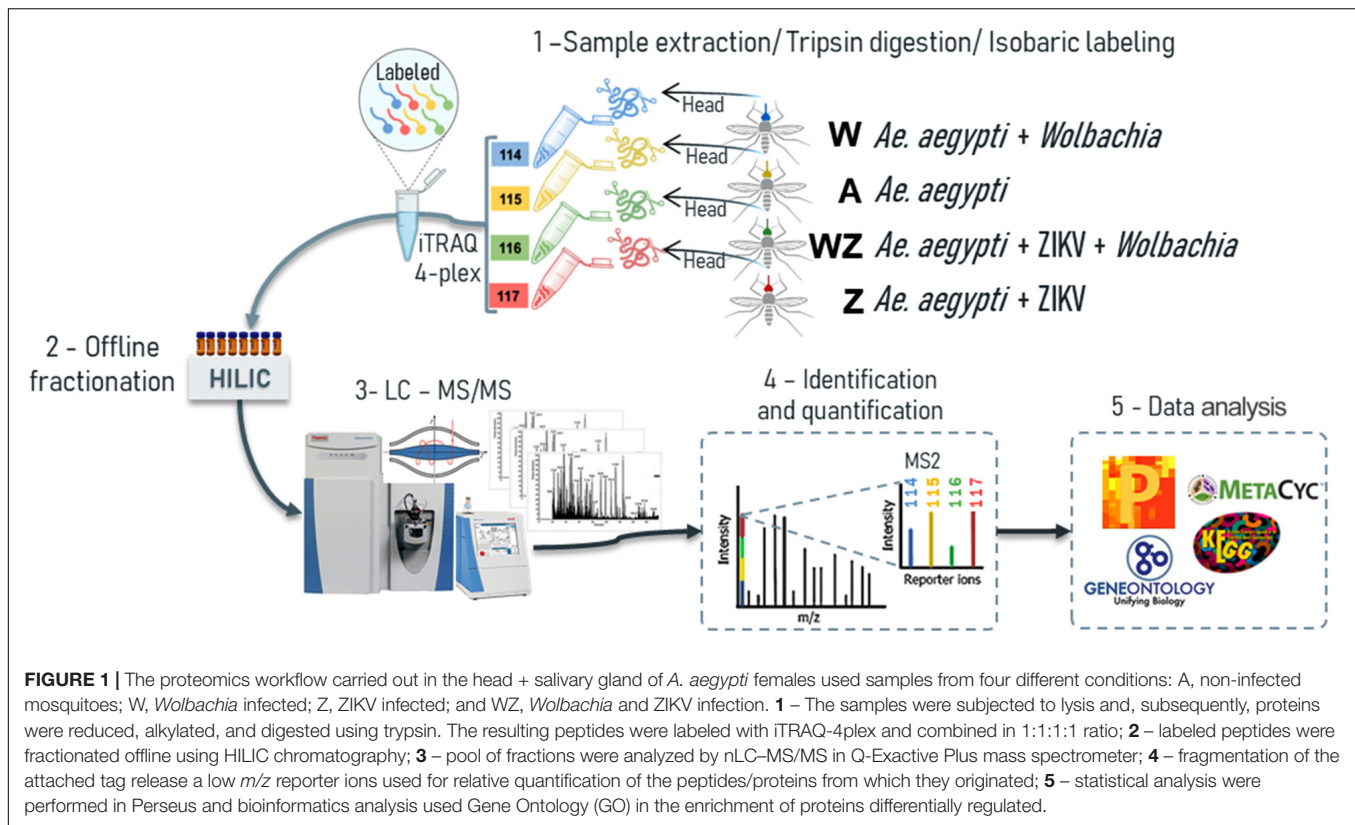 1 –Sample extraction/ Tripsin digestion/ Isobaric labeling
Labeled
Head
Head
Head
Head
114
115
116
117
iTRAQ
4-plex
W Ae. aegypti + Wolbachia
A Ae. aegypti
WZ Ae. aegypti + ZIKV + Wolbachia
Z Ae. aegypti + ZIKV
2 - Offline
fractionation
HILIC
3- LC – MS/MS
4 – Identification
and quantification
MS2
Intensity
m/z
114 115 116 117
Intensity
Reporter ions
5 - Data analysis
P
METACYC
KEGG
GENEONTOLOGY
Unifying Biology
FIGURE 1 | The proteomics workflow carried out in the head + salivary gland of A. aegypti females used samples from four different conditions: A, non-infected
mosquitoes; W, Wolbachia infected; Z, ZIKV infected; and WZ, Wolbachia and ZIKV infection. 1 – The samples were subjected to lysis and, subsequently, proteins
were reduced, alkylated, and digested using trypsin. The resulting peptides were labeled with iTRAQ-4plex and combined in 1:1:1:1 ratio; 2 – labeled peptides were
fractionated offline using HILIC chromatography; 3 – pool of fractions were analyzed by nLC–MS/MS in Q-Exactive Plus mass spectrometer; 4 – fragmentation of the
attached tag release a low m/z reporter ions used for relative quantification of the peptides/proteins from which they originated; 5 – statistical analysis were
performed in Perseus and bioinformatics analysis used Gene Ontology (GO) in the enrichment of proteins differentially regulated.